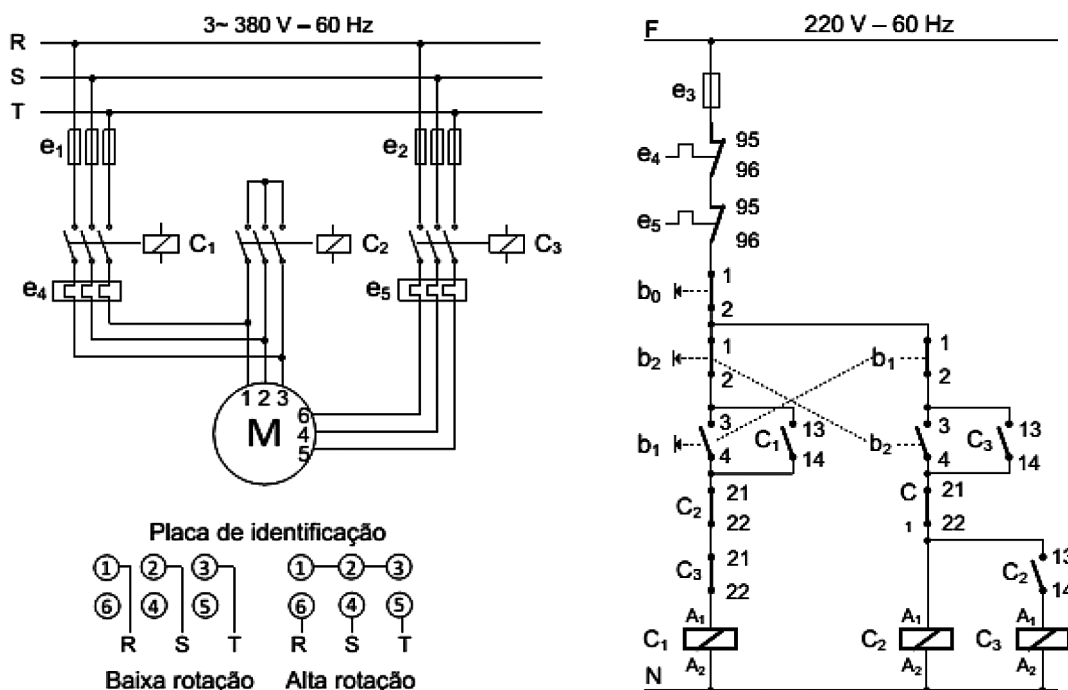 3~ 380 V – 60 Hz
R
S
T
e₁
e₂
C₁
C₂
C₃
e₄
e₅
1 2 3
6
4
5
M
Placa de identificação
1 2 3
6 4 5
R S T
Baixa rotação
1 2 3
6 4 5
R S T
Alta rotação
F 220 V – 60 Hz
e₃
e₄ 95
96
e₅ 95
96
b₀ 1
2
b₂ 1
2
b₁ 1
2
b₁ 3
4
C₁ 13
14
b₂ 3
4
C₃ 13
14
C₂ 21
22
C 21
1 22
C₃ 21
22
C₂ 13
14
C₁ A₁
A₂
C₂ A₁
A₂
C₃ A₁
A₂
N